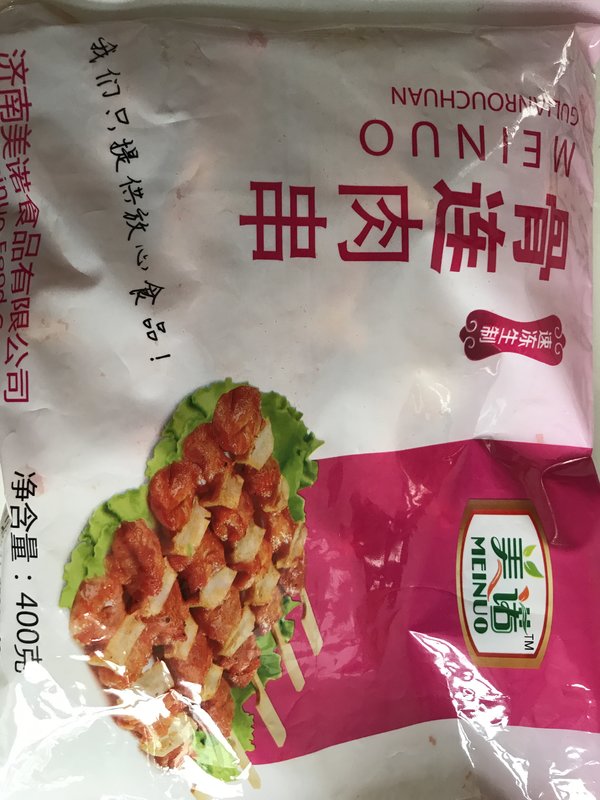 美诺™
MEINUO
速冻生制
骨连肉串
MEINUO
GULIANROUCHUAN
我们只提供放心食品!
净含量:400克
济南美诺食品有限公司